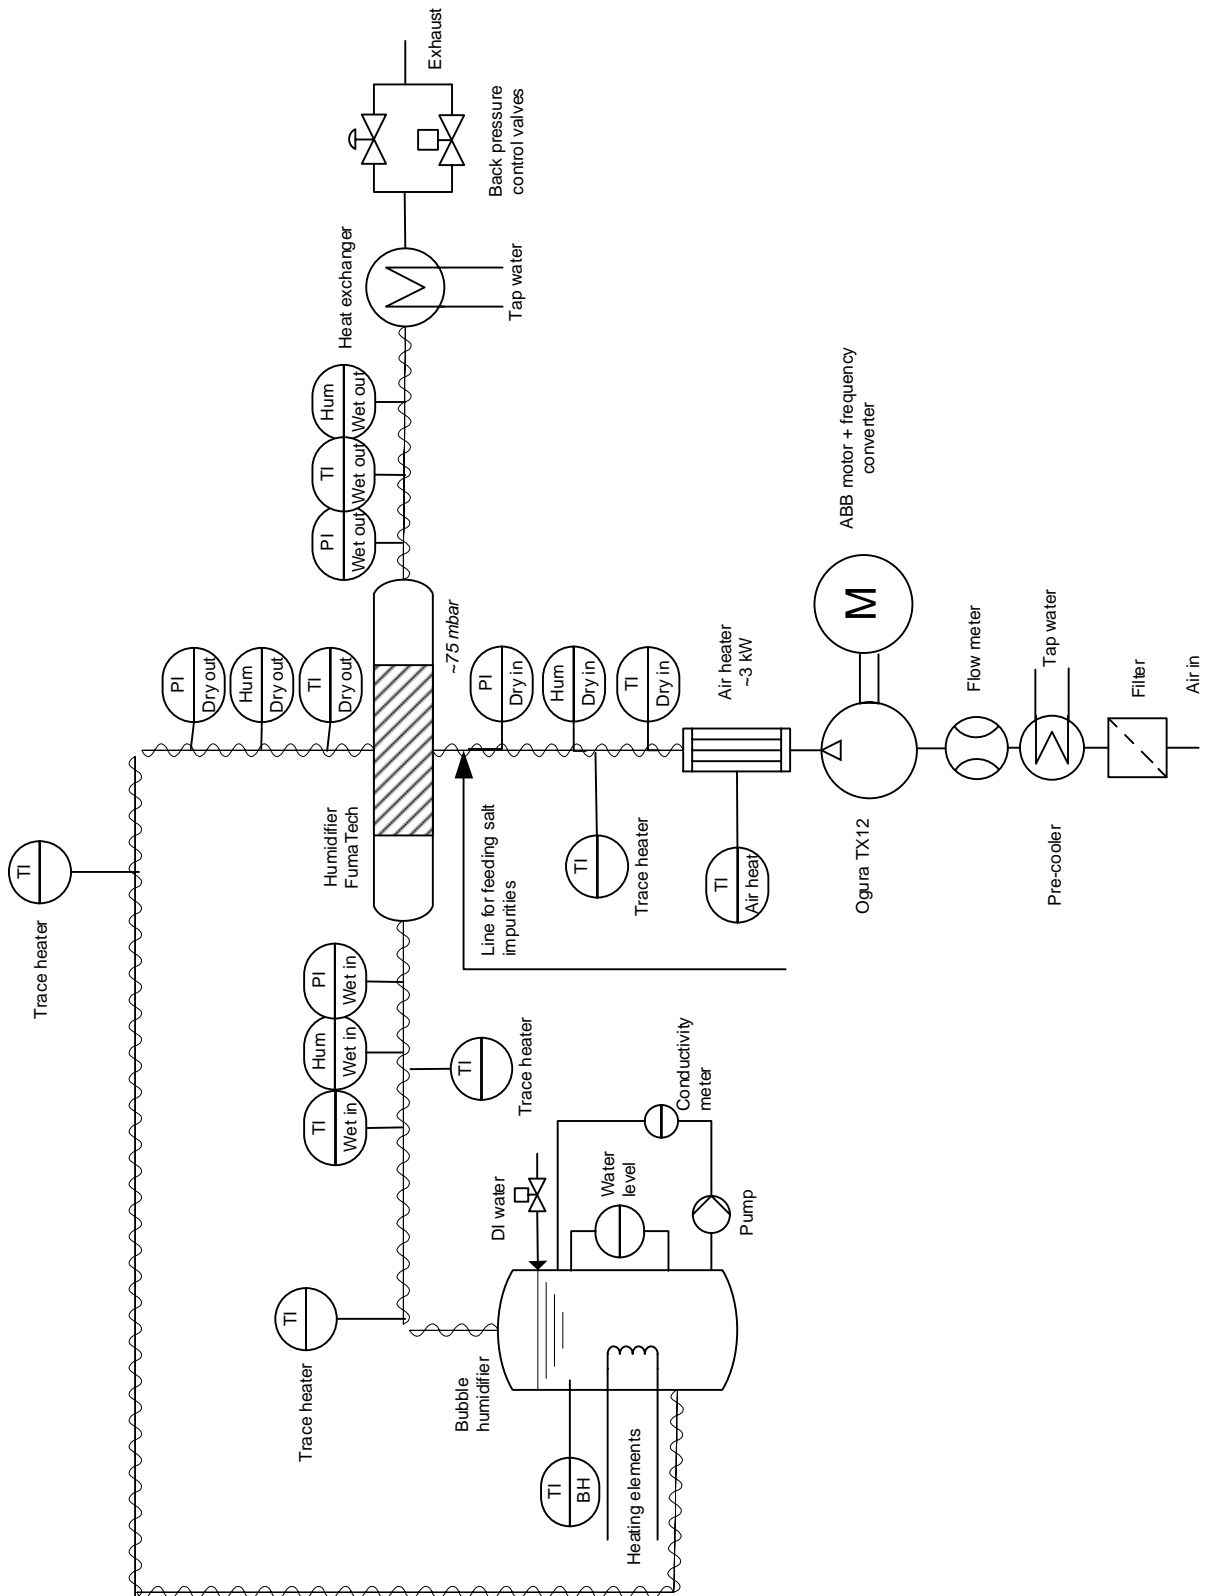 Trace heater
TI
Trace heater
TI
TI
Wet in
Hum
Wet in
PI
Wet in
TI
Trace heater
Humidifier
FumaTech
PI
Dry out
Hum
Dry out
TI
Dry out
~75 mbar
PI
Wet out
TI
Wet out
Hum
Wet out
Heat exchanger
Tap water
Back pressure
control valves
Exhaust
Bubble
humidifier
TI
BH
Heating elements
DI water
Water
level
Conductivity
meter
Pump
Line for feeding salt
impurities
PI
Dry in
Hum
Dry in
TI
Dry in
TI
Trace heater
Air heater
~3 kW
TI
Air heat
ABB motor + frequency
converter
M
Ogura TX12
Flow meter
Tap water
Pre-cooler
Filter
Air in